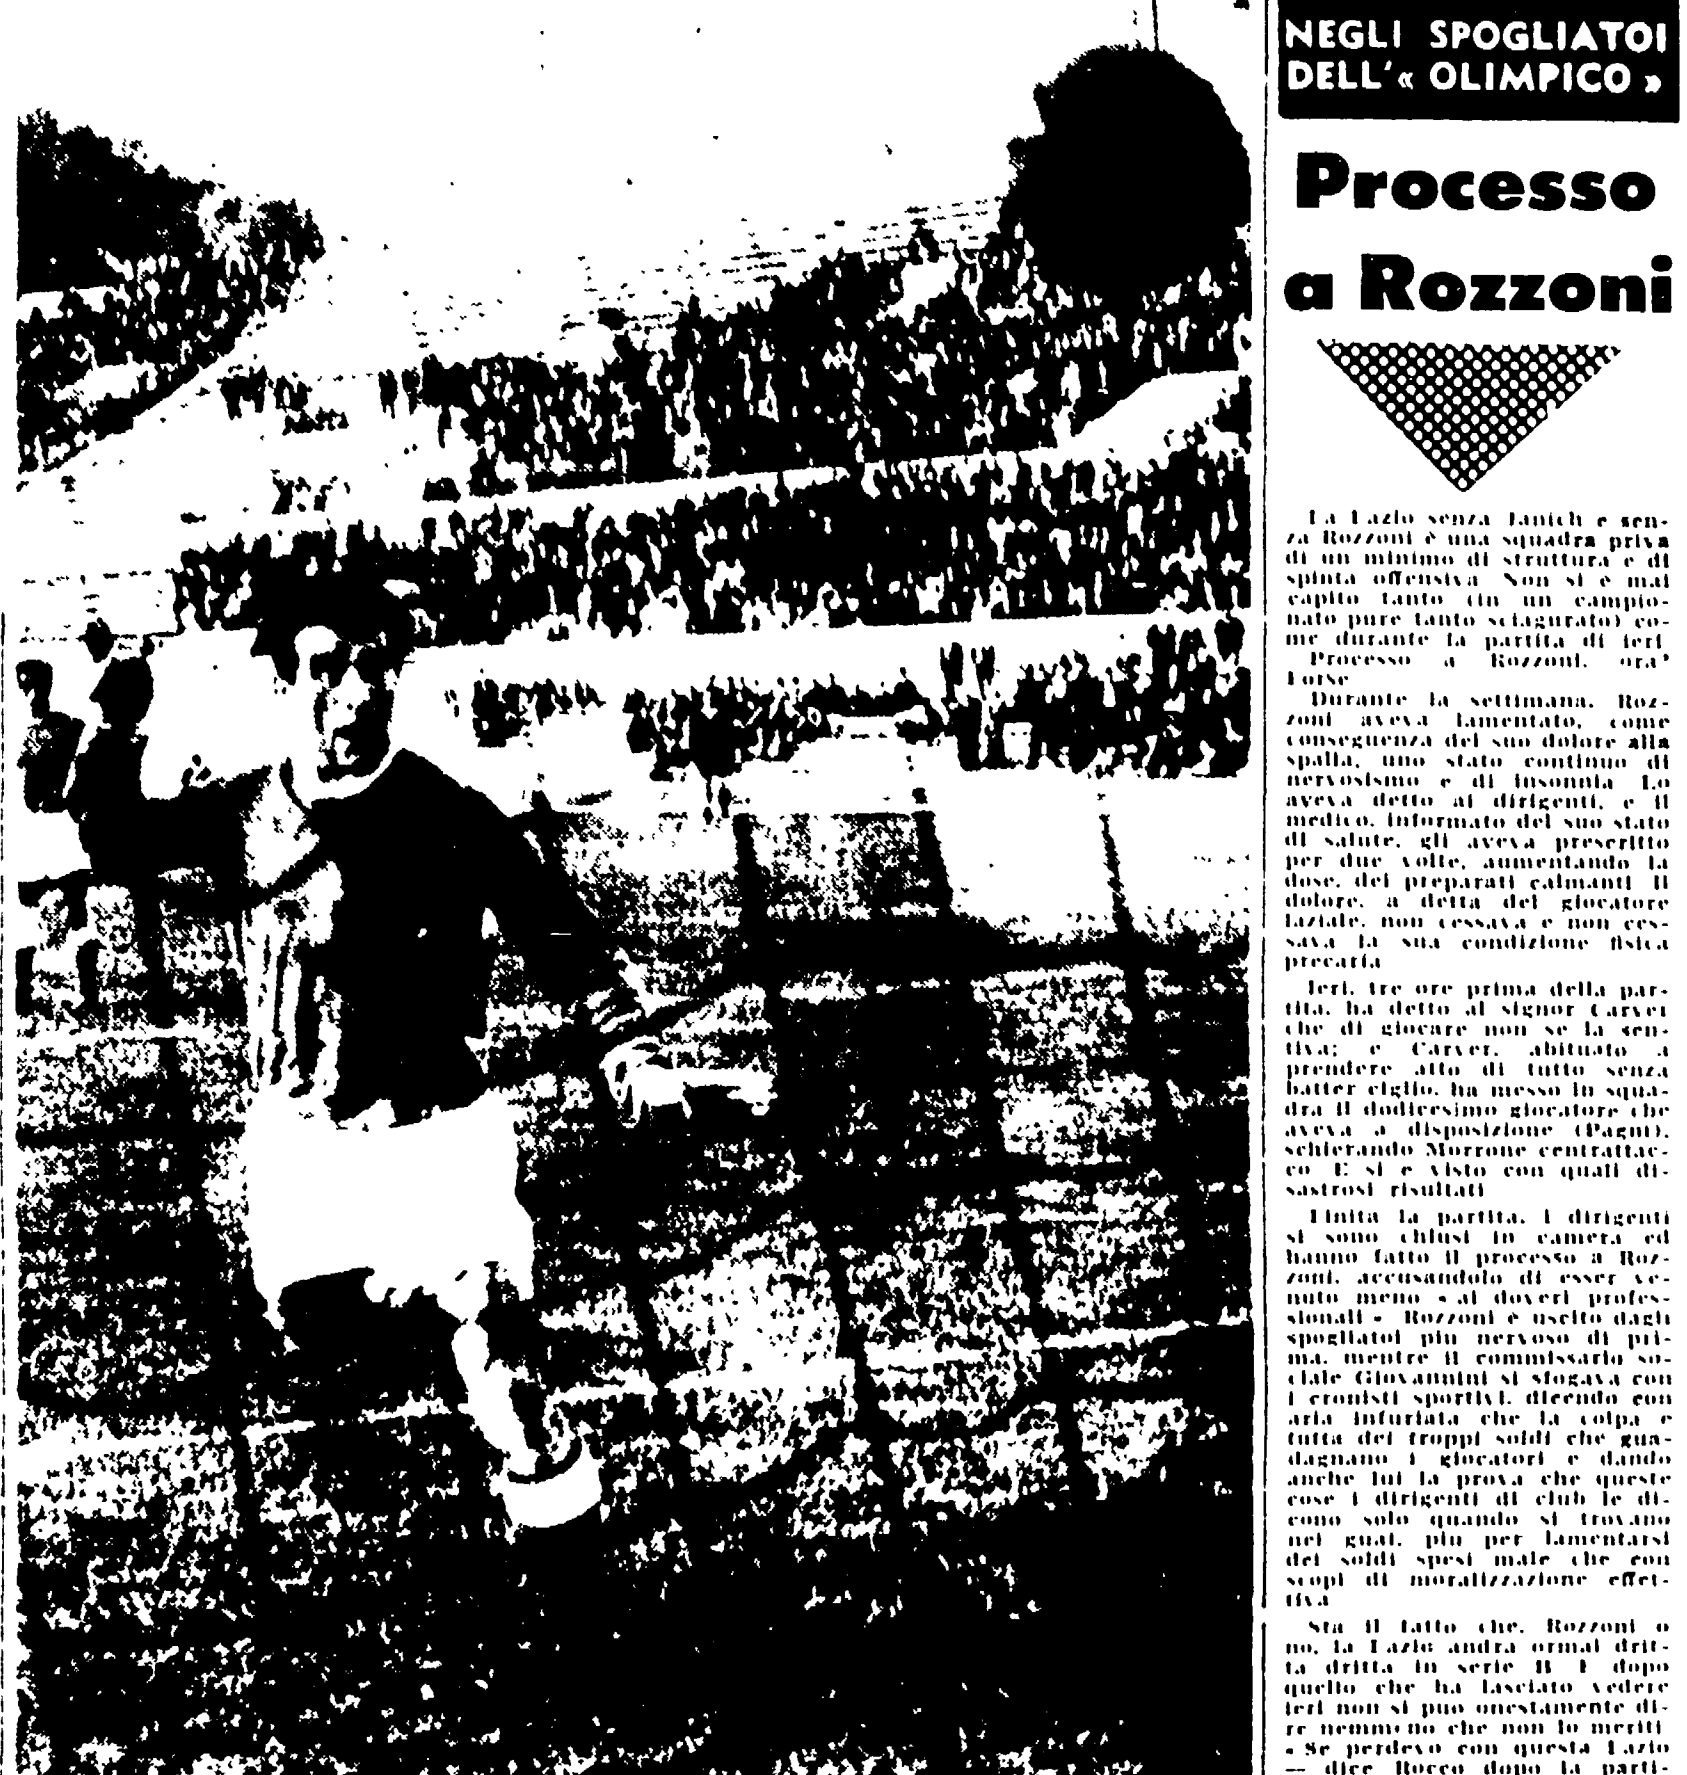 NEGLI SPOGLIATOI
DELL'« OLIMPICO »
Processo
a Rozzoni
La Lazio senza Janich e sen-
za Rozzoni è una squadra priva
di un minimo di struttura e di
spinta offensiva Non si è mai
capito tanto (in un campio-
nato pure tanto sciagurato) co-
me durante la partita di ieri
Processo a Rozzoni, ora?
Forse
Durante la settimana, Roz-
zoni aveva lamentato, come
conseguenza del suo dolore alla
spalla, uno stato continuo di
nervosismo e di insonnia Lo
aveva detto ai dirigenti, e il
medico, informato del suo stato
di salute, gli aveva prescritto
per due volte, aumentando la
dose, dei preparati calmanti Il
dolore, a detta del giocatore
laziale, non cessava e non ces-
sava la sua condizione fisica
precaria
Ieri, tre ore prima della par-
tita, ha detto al signor Carver
che di giocare non se la sen-
tiva; e Carver, abituato a
prendere atto di tutto senza
batter ciglio, ha messo in squa-
dra il dodicesimo giocatore che
aveva a disposizione (Pagni),
schierando Morrone centrattac-
co E si è visto con quali di-
sastrosi risultati
Finita la partita, i dirigenti
si sono chiusi in camera ed
hanno fatto il processo a Roz-
zoni, accusandolo di esser ve-
nuto meno « ai doveri profes-
sionali » Rozzoni è uscito dagli
spogliatoi più nervoso di pri-
ma, mentre il commissario so-
ciale Giovannini si sfogava con
i cronisti sportivi, dicendo con
aria infuriata che la colpa è
tutta dei troppi soldi che gua-
dagnano i giocatori e dando
anche lui la prova che queste
cose i dirigenti di club le di-
cono solo quando si trovano
nei guai, più per lamentarsi
dei soldi spesi male che con
scopi di moralizzazione effet-
tiva
Sta il fatto che, Rozzoni o
no, la Lazio andrà ormai drit-
ta dritta in serie B E dopo
quello che ha lasciato vedere
ieri non si può onestamente di-
re nemmeno che non lo meriti
« Se perdevo con questa Lazio
— dice Rocco dopo la parti-